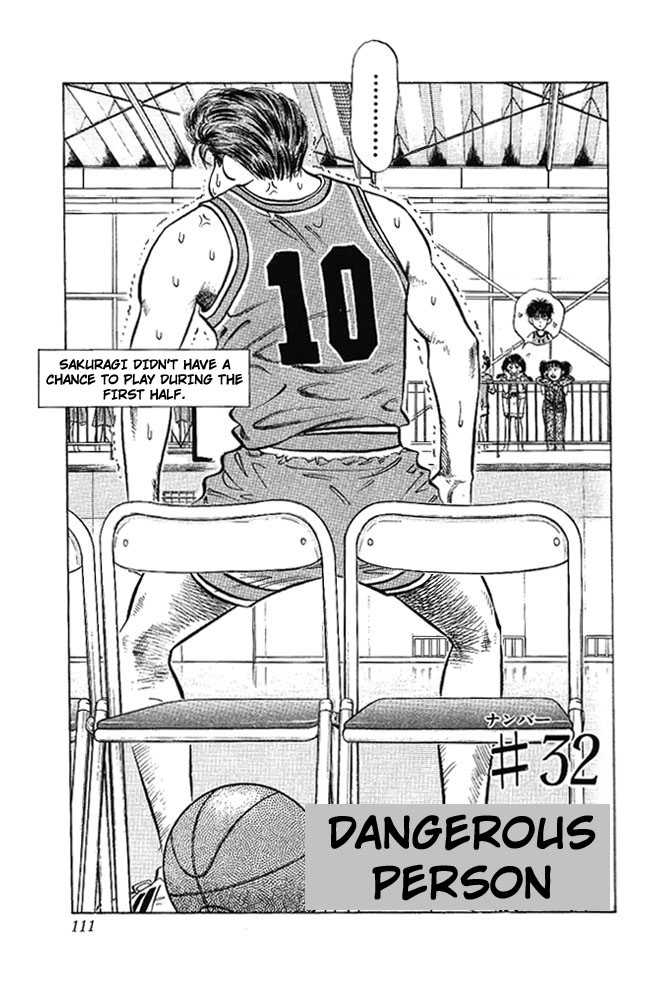 ………
10
SAKURAGI DIDN'T HAVE A
CHANCE TO PLAY DURING THE
FIRST HALF.
ナンバー
#32
DANGEROUS
PERSON
111